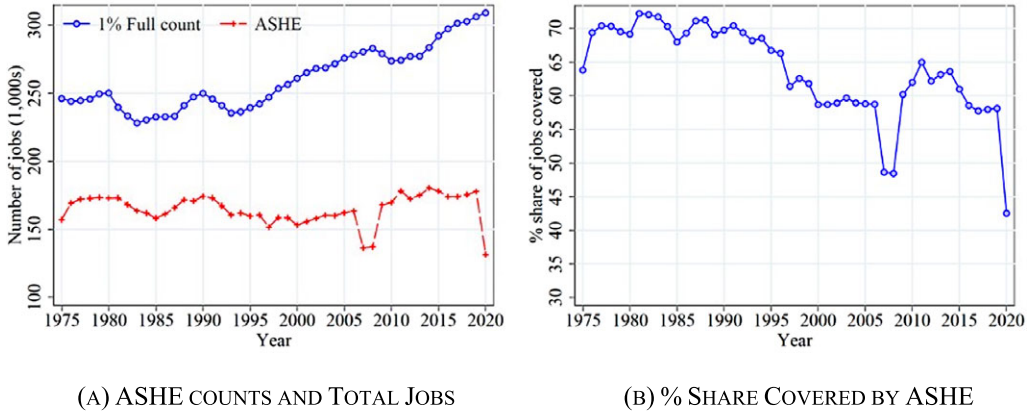 1% Full count ASHE
Number of jobs (1,000s)
300
250
200
150
100
1975 1980 1985 1990 1995 2000 2005 2010 2015 2020
Year
(A) ASHE COUNTS AND TOTAL JOBS
% share of jobs covered
70
65
60
55
50
45
40
35
30
1975 1980 1985 1990 1995 2000 2005 2010 2015 2020
Year
(B) % SHARE COVERED BY ASHE